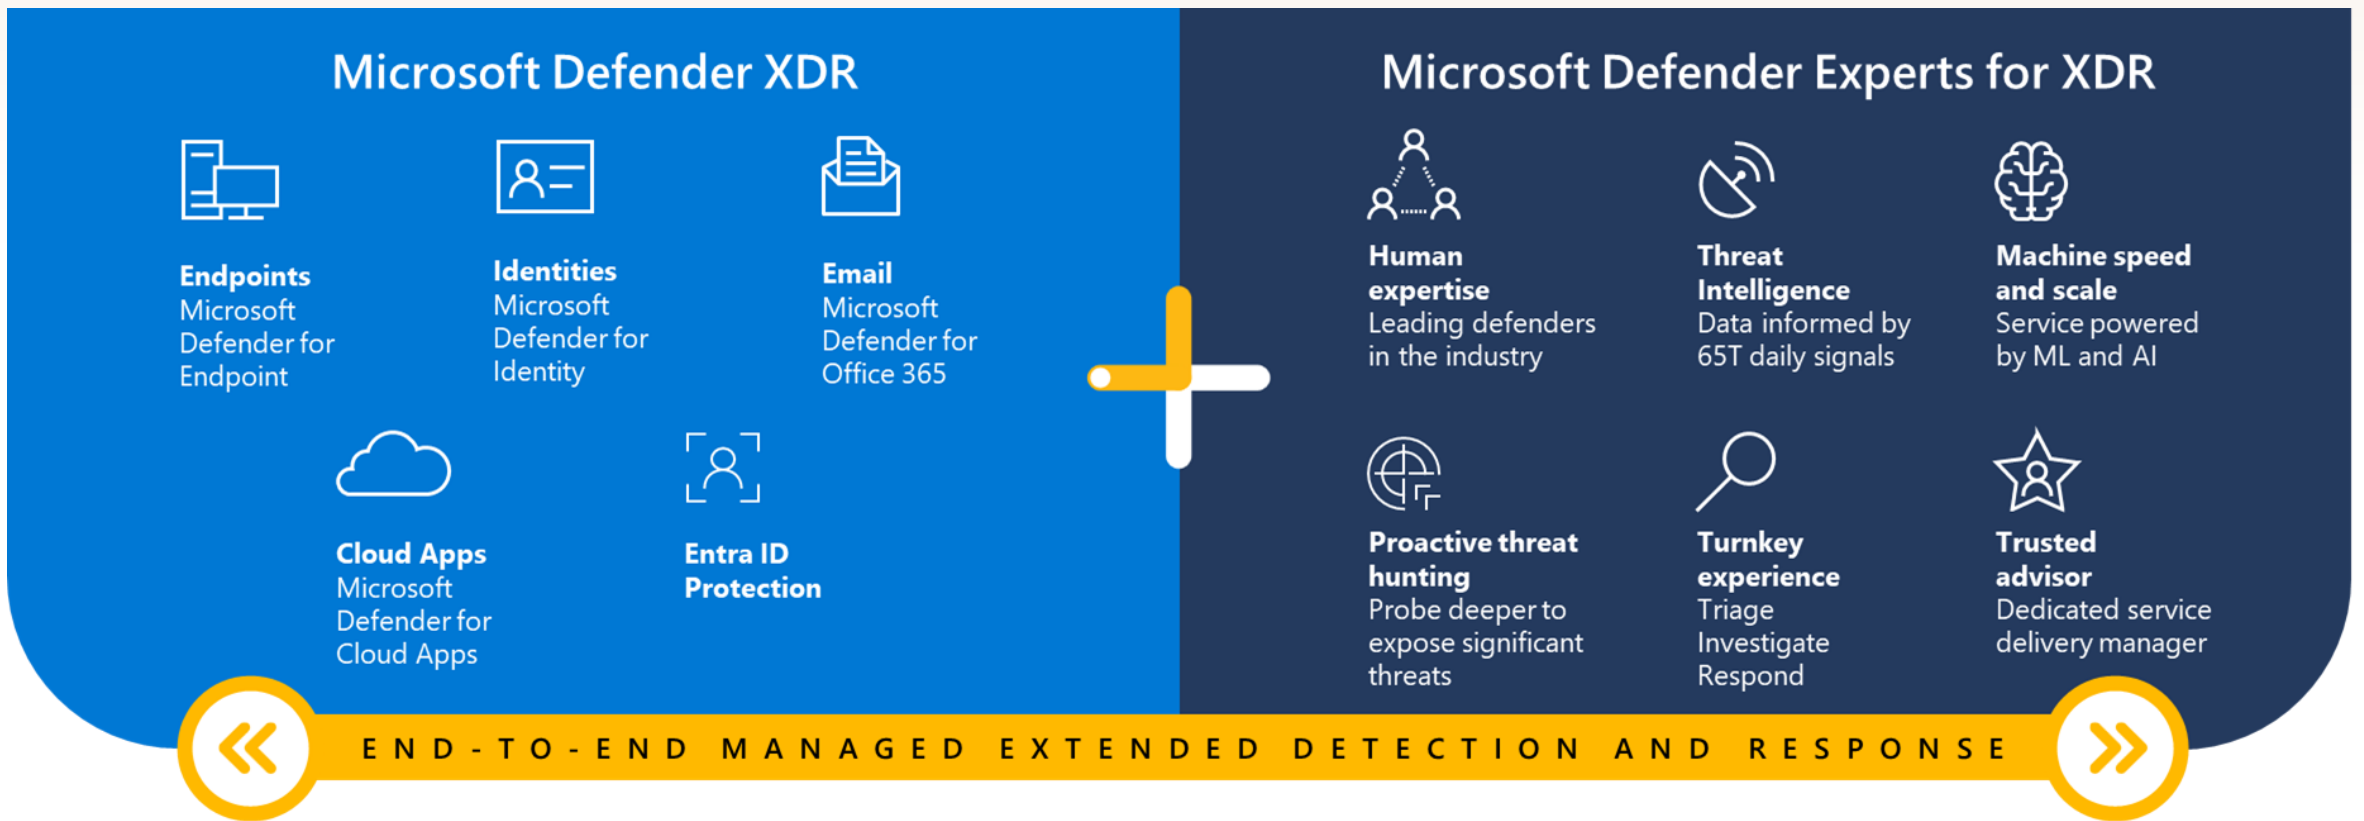 Microsoft Defender XDR
Endpoints
Microsoft
Defender for
Endpoint
Identities
Microsoft
Defender for
Identity
Email
Microsoft
Defender for
Office 365
Cloud Apps
Microsoft
Defender for
Cloud Apps
Entra ID
Protection
Microsoft Defender Experts for XDR
Human
expertise
Leading defenders
in the industry
Threat
Intelligence
Data informed by
65T daily signals
Machine speed
and scale
Service powered
by ML and AI
Proactive threat
hunting
Probe deeper to
expose significant
threats
Turnkey
experience
Triage
Investigate
Respond
Trusted
advisor
Dedicated service
delivery manager
END-TO-END MANAGED EXTENDED DETECTION AND RESPONSE